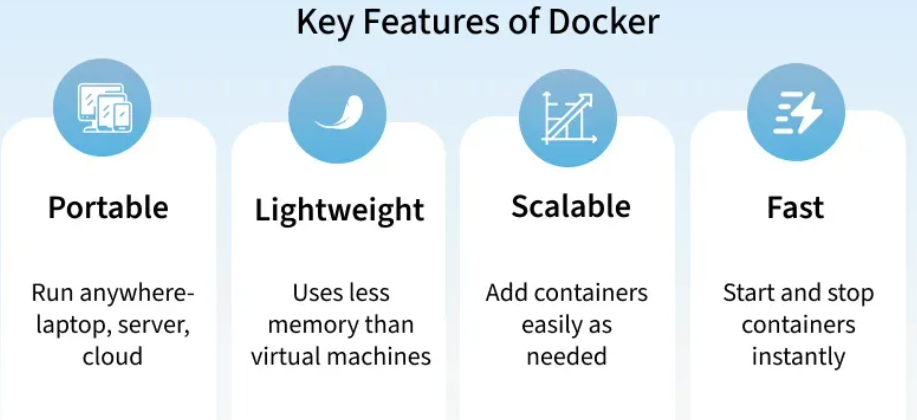 Key Features of Docker
Portable
Run anywhere-
laptop, server,
cloud
Lightweight
Uses less
memory than
virtual machines
Scalable
Add containers
easily as
needed
Fast
Start and stop
containers
instantly